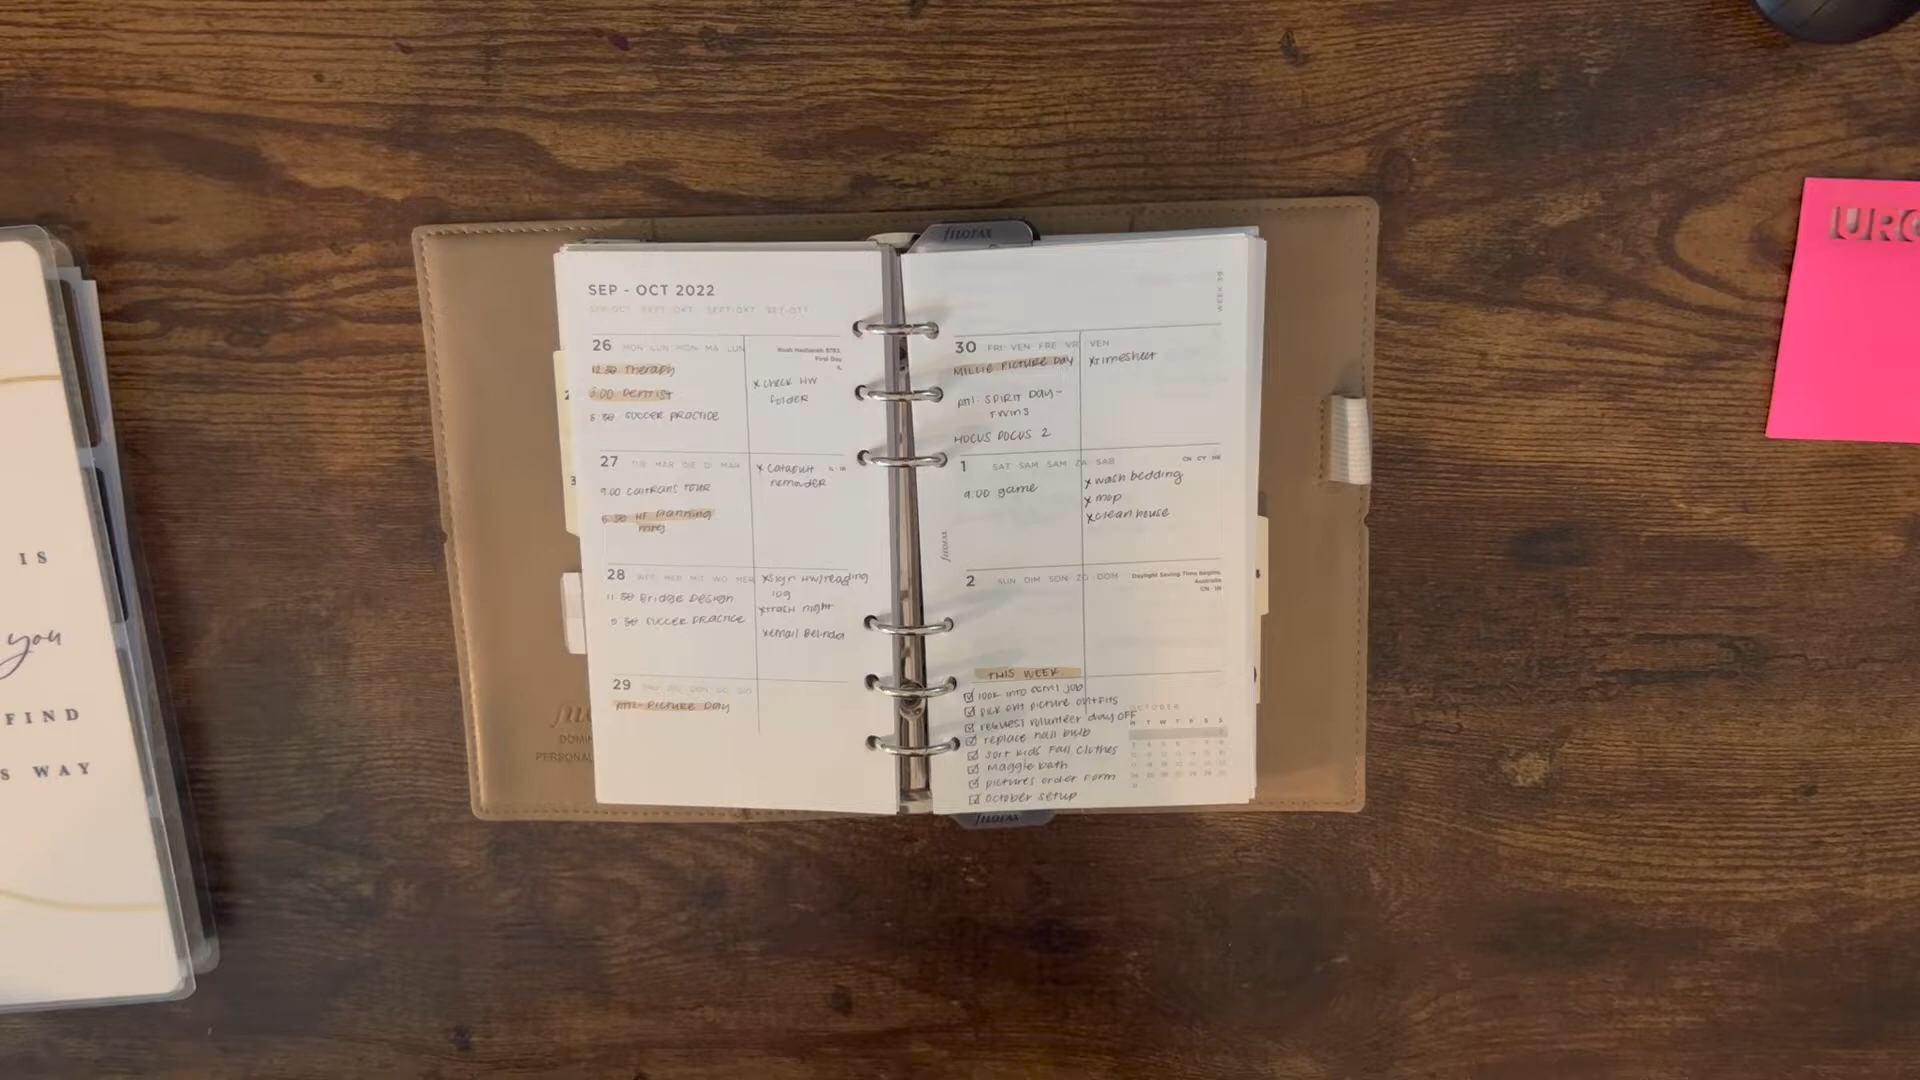 IS
you
FIND
S WAY
filofax
SEP - OCT 2022
26 MON LUN MON MA LUN
Rosh Hashanah 5783,
First Day
IL
12:30 Therapy
DENTIST
5:30 SOCCER PRACTICE
x check HW
folder
27 TUE MAR DIE DI MAR
9:00 Caltrans TOUR
5:30 HF Planning
mtg
x Catapult
reminder
28 WED MER MIT WO MER
11:30 Bridge Design
5:30 SOCCER PRACTICE
x Sign HW/reading
log
x trash night
x email Belinda
29
PICTURE DAY
DOMIN
PERSONAL
WEEK 39
30 FRI VEN FRE VR VEN
MILLIE PICTURE DAY
SPIRIT DAY -
TWINS
HOCUS POCUS 2
x Timesheet
1 SAT SAM SAM ZA SAB
9:00 game
x wash bedding
x mop
x clean house
filofax
2 SUN DIM SON ZO DOM
Daylight Saving Time Begins,
Australia
THIS WEEK
look into job
pick out picture outfits
request volunteer day OFF
replace hall bulb
sort kids Fall clothes
Maggie bath
pictures order form
October setup
OCTOBER
M T W T F S S
filofax
URG